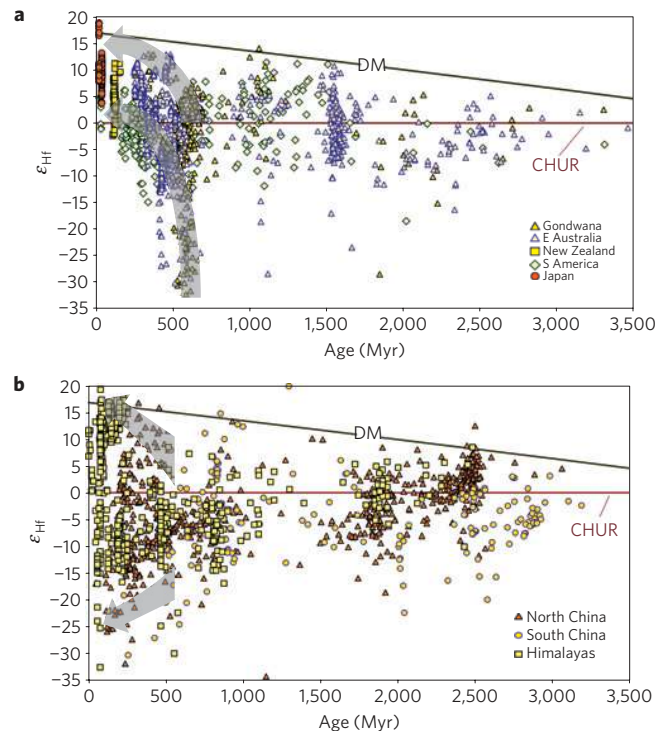 a
20
15
10
5
0
−5
−10
−15
−20
−25
−30
−35
εHf
DM
CHUR
Gondwana
E Australia
New Zealand
S America
Japan
0 500 1,000 1,500 2,000 2,500 3,000 3,500
Age (Myr)
b
20
15
10
5
0
−5
−10
−15
−20
−25
−30
−35
εHf
DM
CHUR
North China
South China
Himalayas
0 500 1,000 1,500 2,000 2,500 3,000 3,500
Age (Myr)